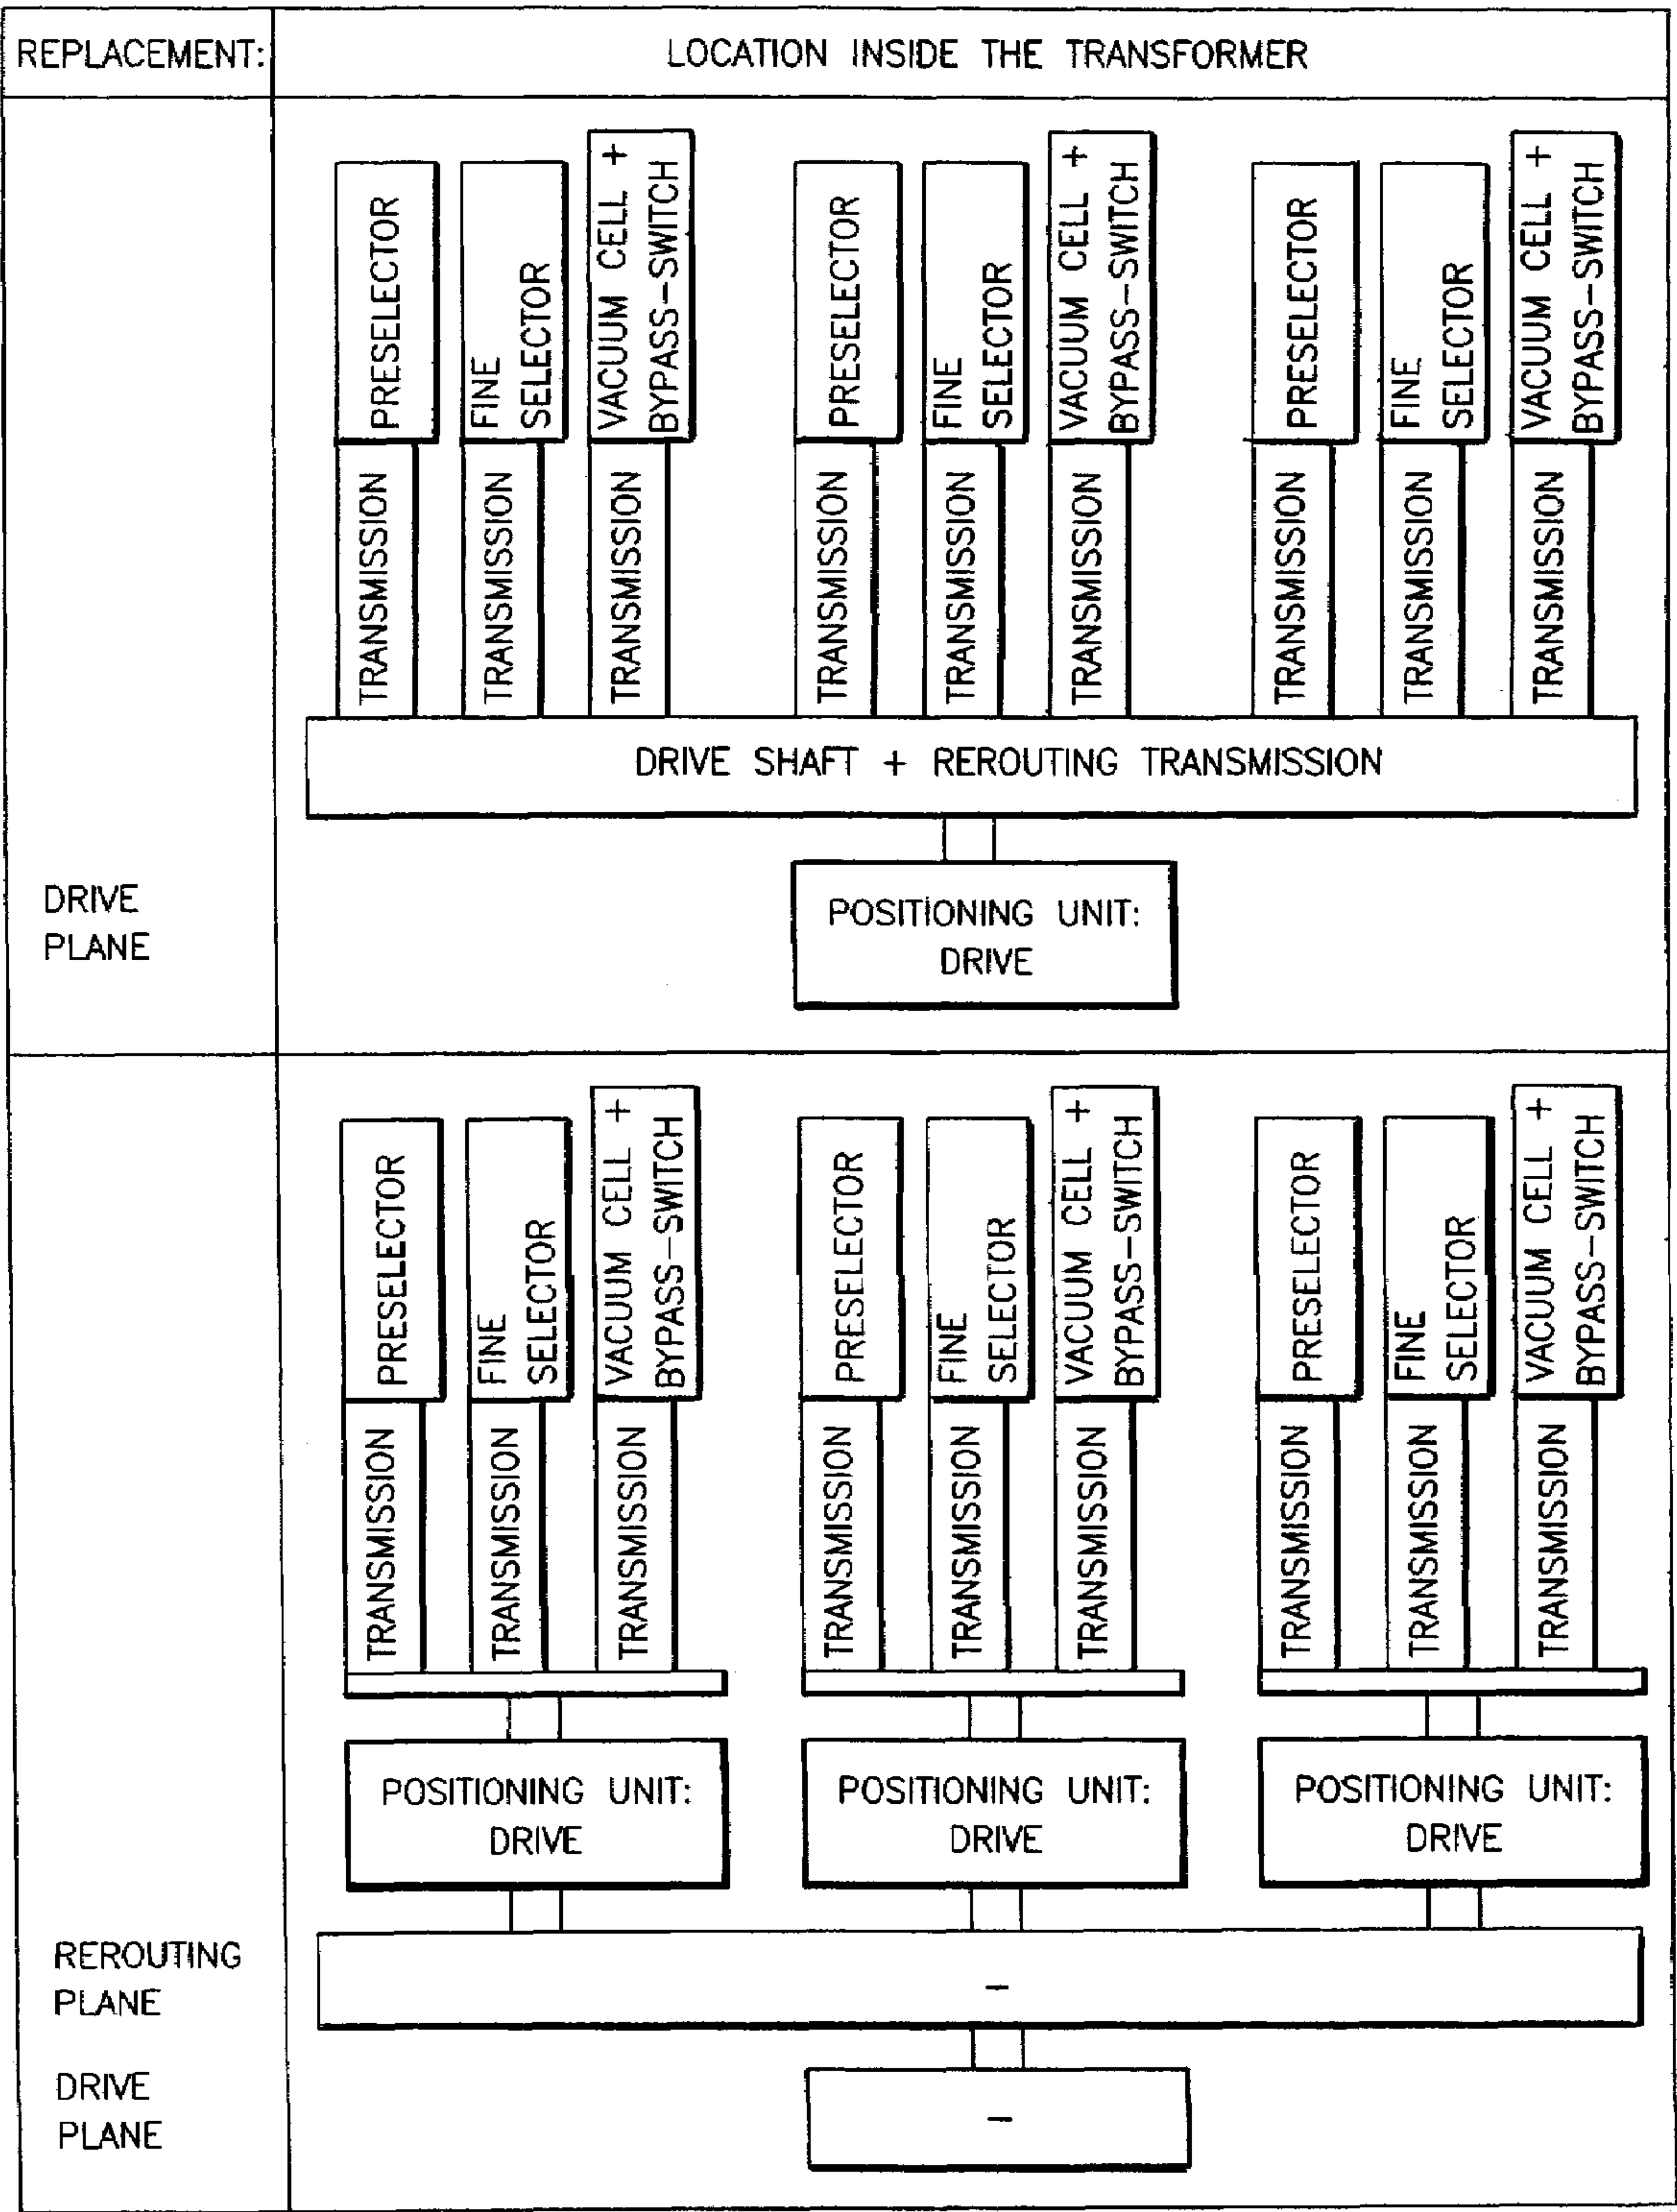 REPLACEMENT:
LOCATION INSIDE THE TRANSFORMER
PRESELECTOR
FINE
SELECTOR
VACUUM CELL +
BYPASS-SWITCH
PRESELECTOR
FINE
SELECTOR
VACUUM CELL +
BYPASS-SWITCH
PRESELECTOR
FINE
SELECTOR
VACUUM CELL +
BYPASS-SWITCH
TRANSMISSION
TRANSMISSION
TRANSMISSION
TRANSMISSION
TRANSMISSION
TRANSMISSION
TRANSMISSION
TRANSMISSION
TRANSMISSION
DRIVE SHAFT + REROUTING TRANSMISSION
DRIVE
PLANE
POSITIONING UNIT:
DRIVE
PRESELECTOR
FINE
SELECTOR
VACUUM CELL +
BYPASS-SWITCH
PRESELECTOR
FINE
SELECTOR
VACUUM CELL +
BYPASS-SWITCH
PRESELECTOR
FINE
SELECTOR
VACUUM CELL +
BYPASS-SWITCH
TRANSMISSION
TRANSMISSION
TRANSMISSION
TRANSMISSION
TRANSMISSION
TRANSMISSION
TRANSMISSION
TRANSMISSION
TRANSMISSION
POSITIONING UNIT:
DRIVE
POSITIONING UNIT:
DRIVE
POSITIONING UNIT:
DRIVE
REROUTING
PLANE
–
DRIVE
PLANE
–